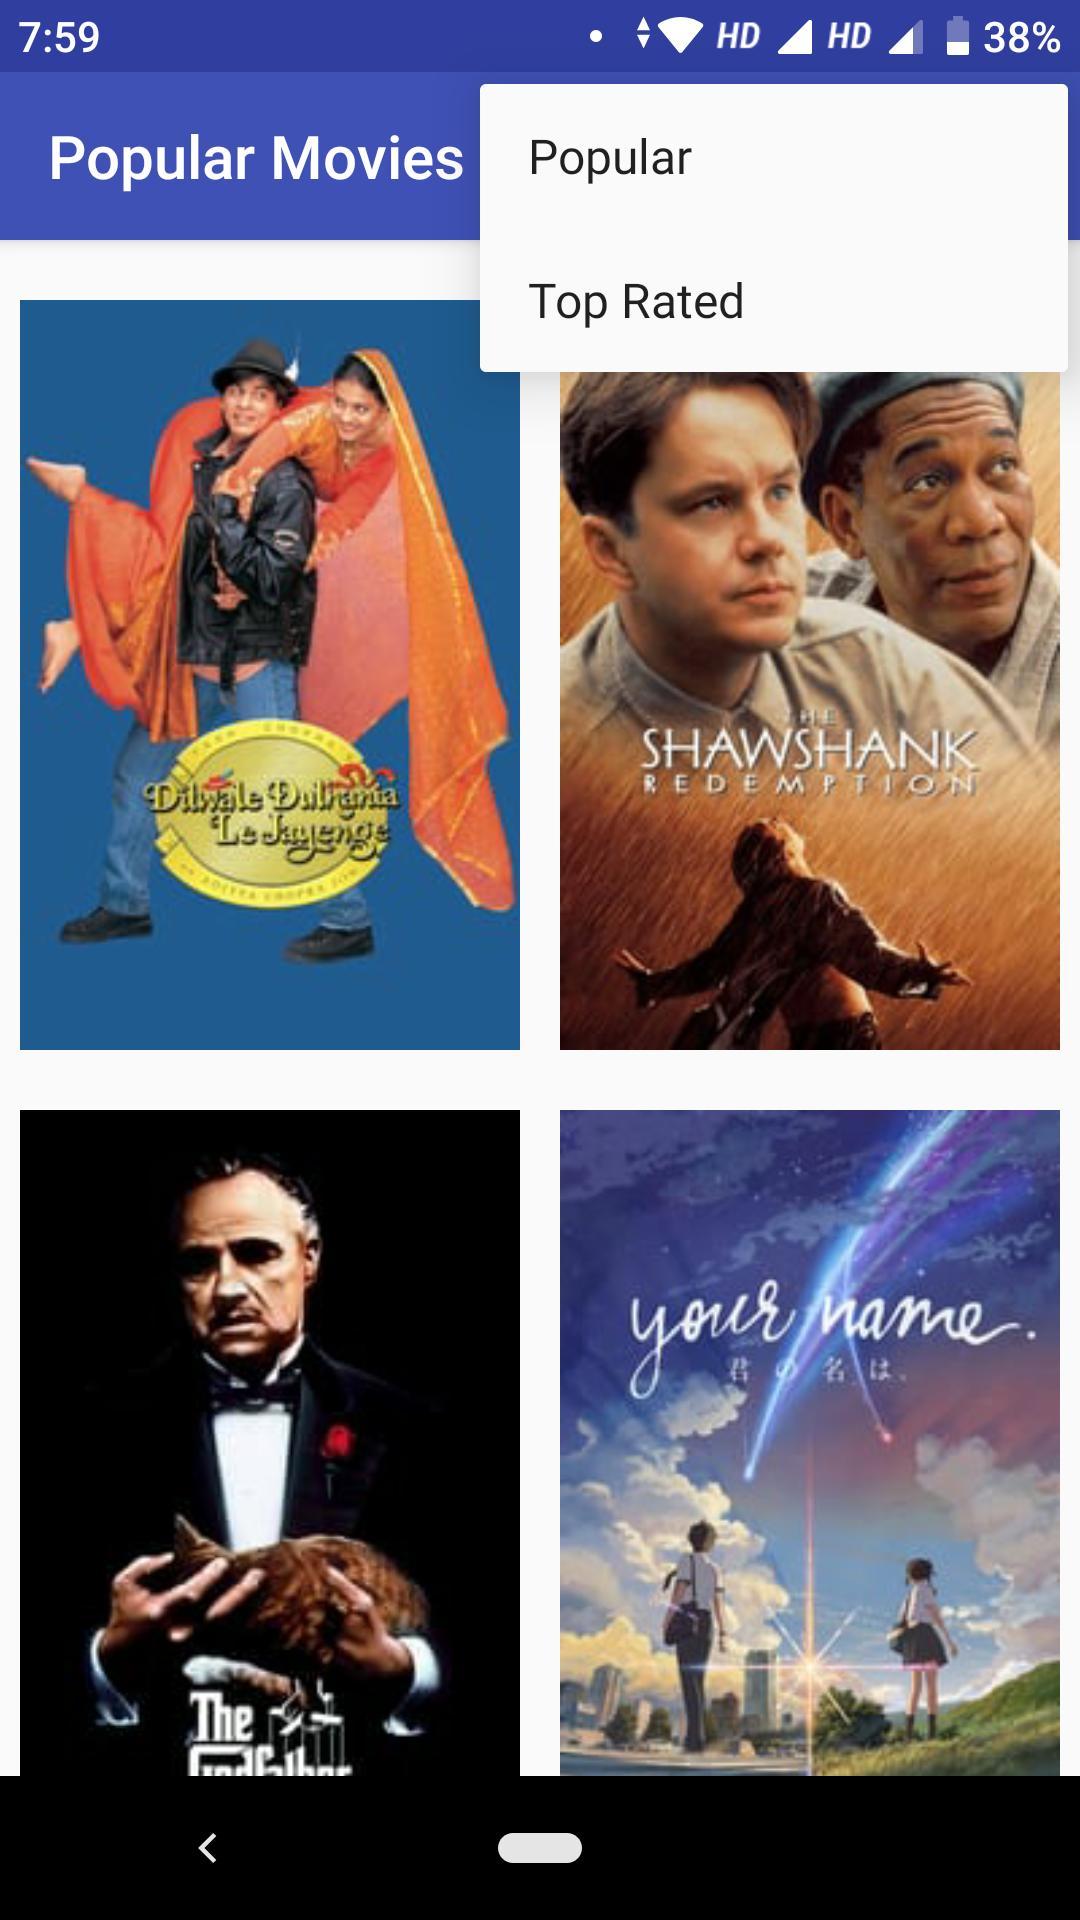 7:59
HD
HD
38%
Popular Movies
Popular
Top Rated
Dilwale Dulhania
Le Jayenge
THE
SHAWSHANK
REDEMPTION
your name.
君の名は。
The
Godfather